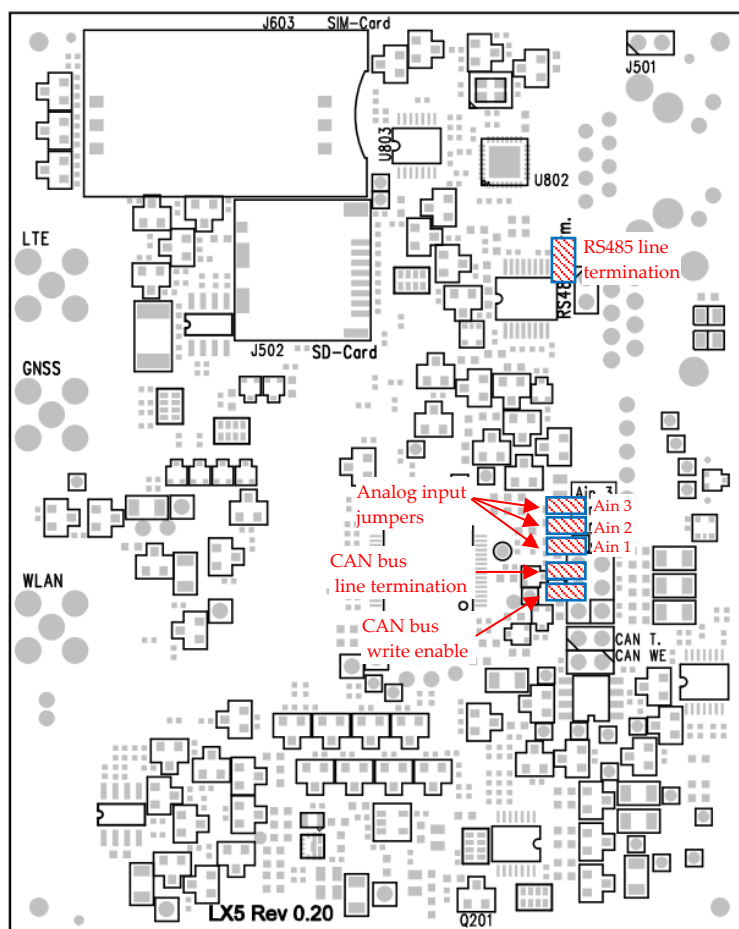 J603 SIM-Card
J501
U803
U802
LTE
RS485 line
termination
J502
SD-Card
GNSS
Analog input
jumpers
Ain 3
Ain 2
Ain 1
CAN bus
line termination
WLAN
CAN bus
write enable
CAN T.
CAN WE
LX5 Rev 0.20
Q201